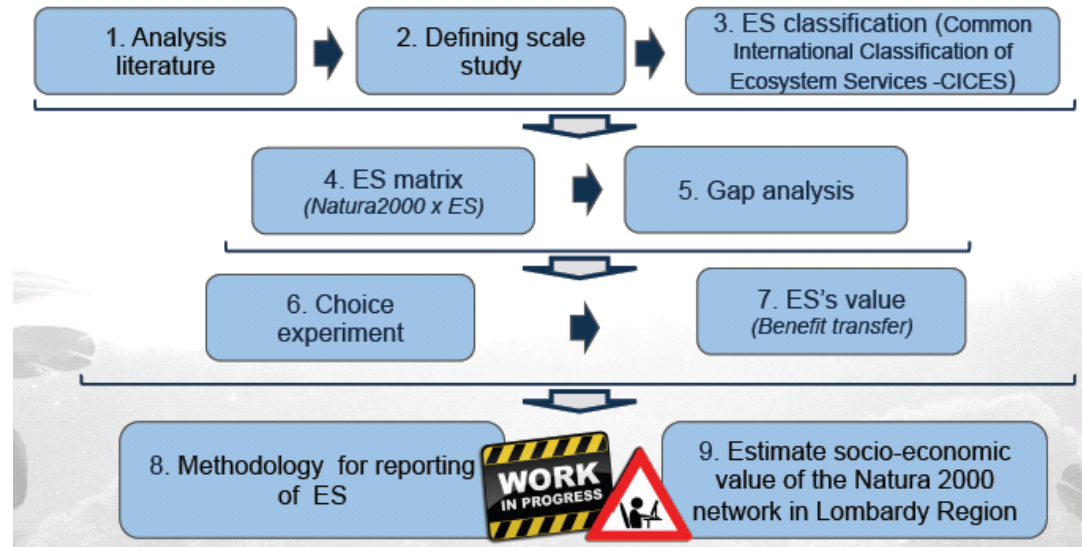 1. Analysis
literature
2. Defining scale
study
3. ES classification (Common
International Classification of
Ecosystem Services -CICES)
4. ES matrix
(Natura2000 x ES)
5. Gap analysis
6. Choice
experiment
7. ES's value
(Benefit transfer)
8. Methodology for reporting
of ES
WORK
IN PROGRESS
9. Estimate socio-economic
value of the Natura 2000
network in Lombardy Region